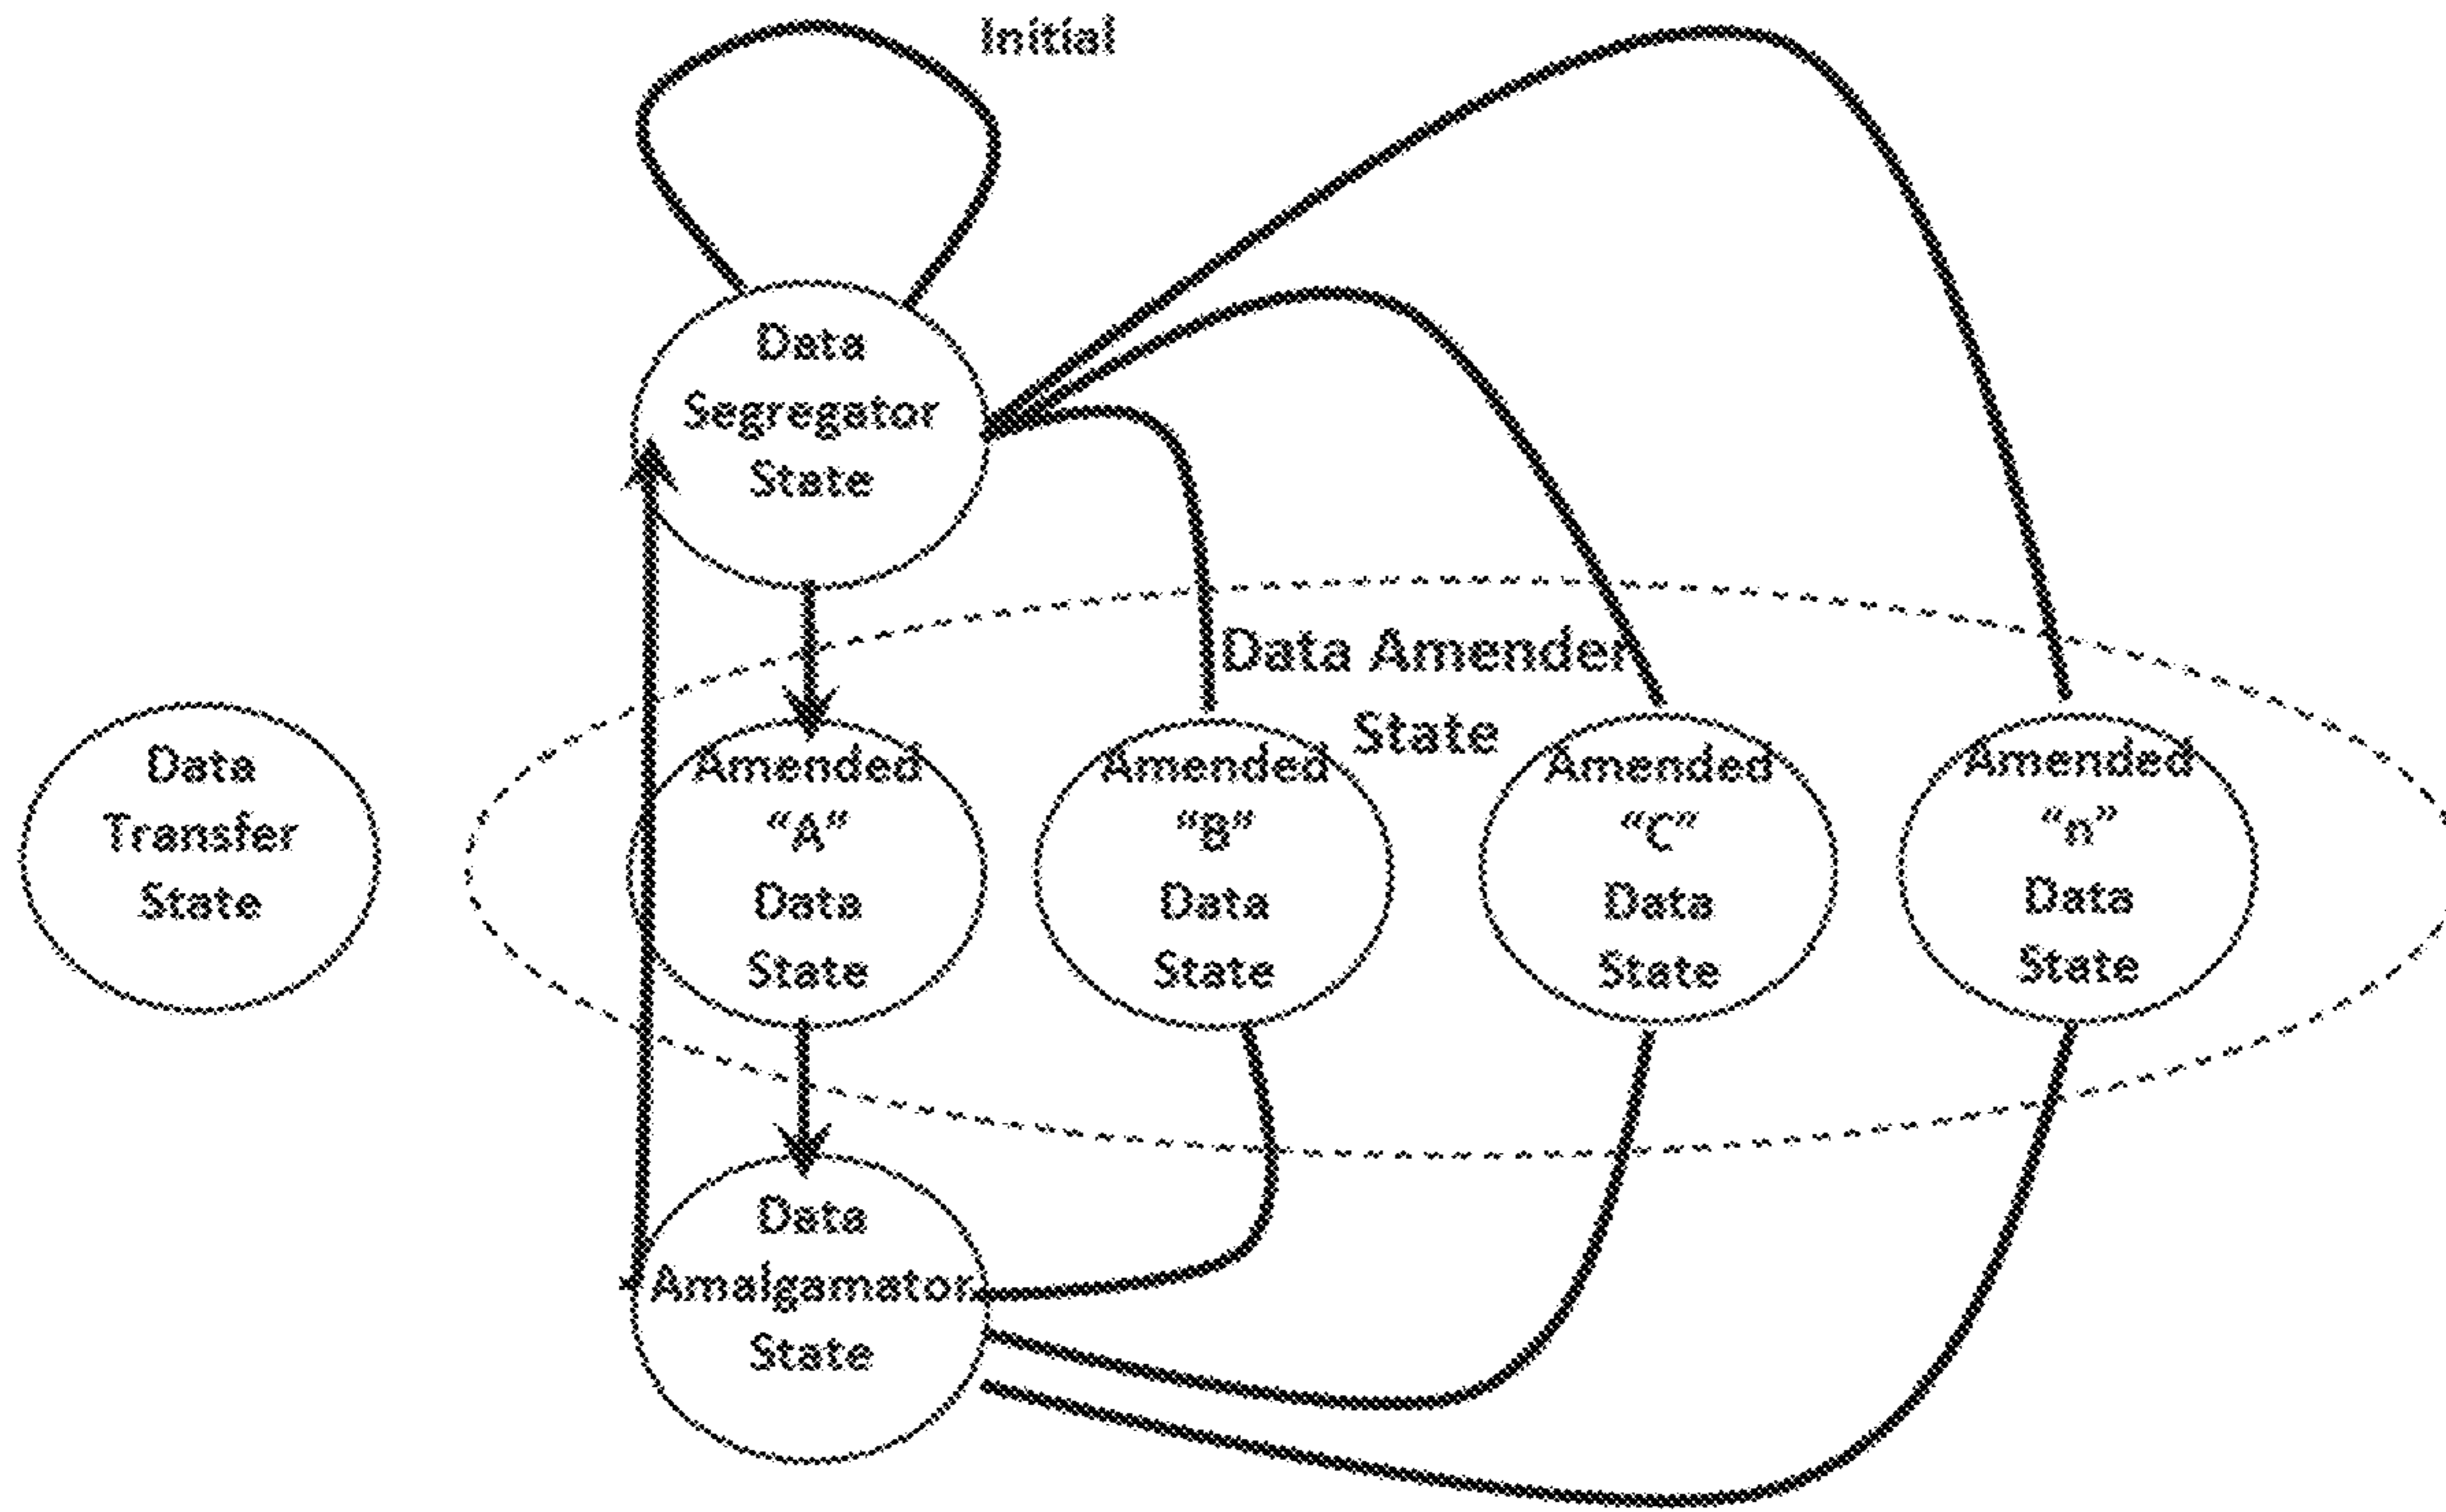 Initial
Data
Segregator
State
Data Amender
State
Data
Transfer
State
Amended
“A”
Data
State
Amended
“B”
Data
State
Amended
“C”
Data
State
Amended
“n”
Data
State
Data
Amalgamator
State